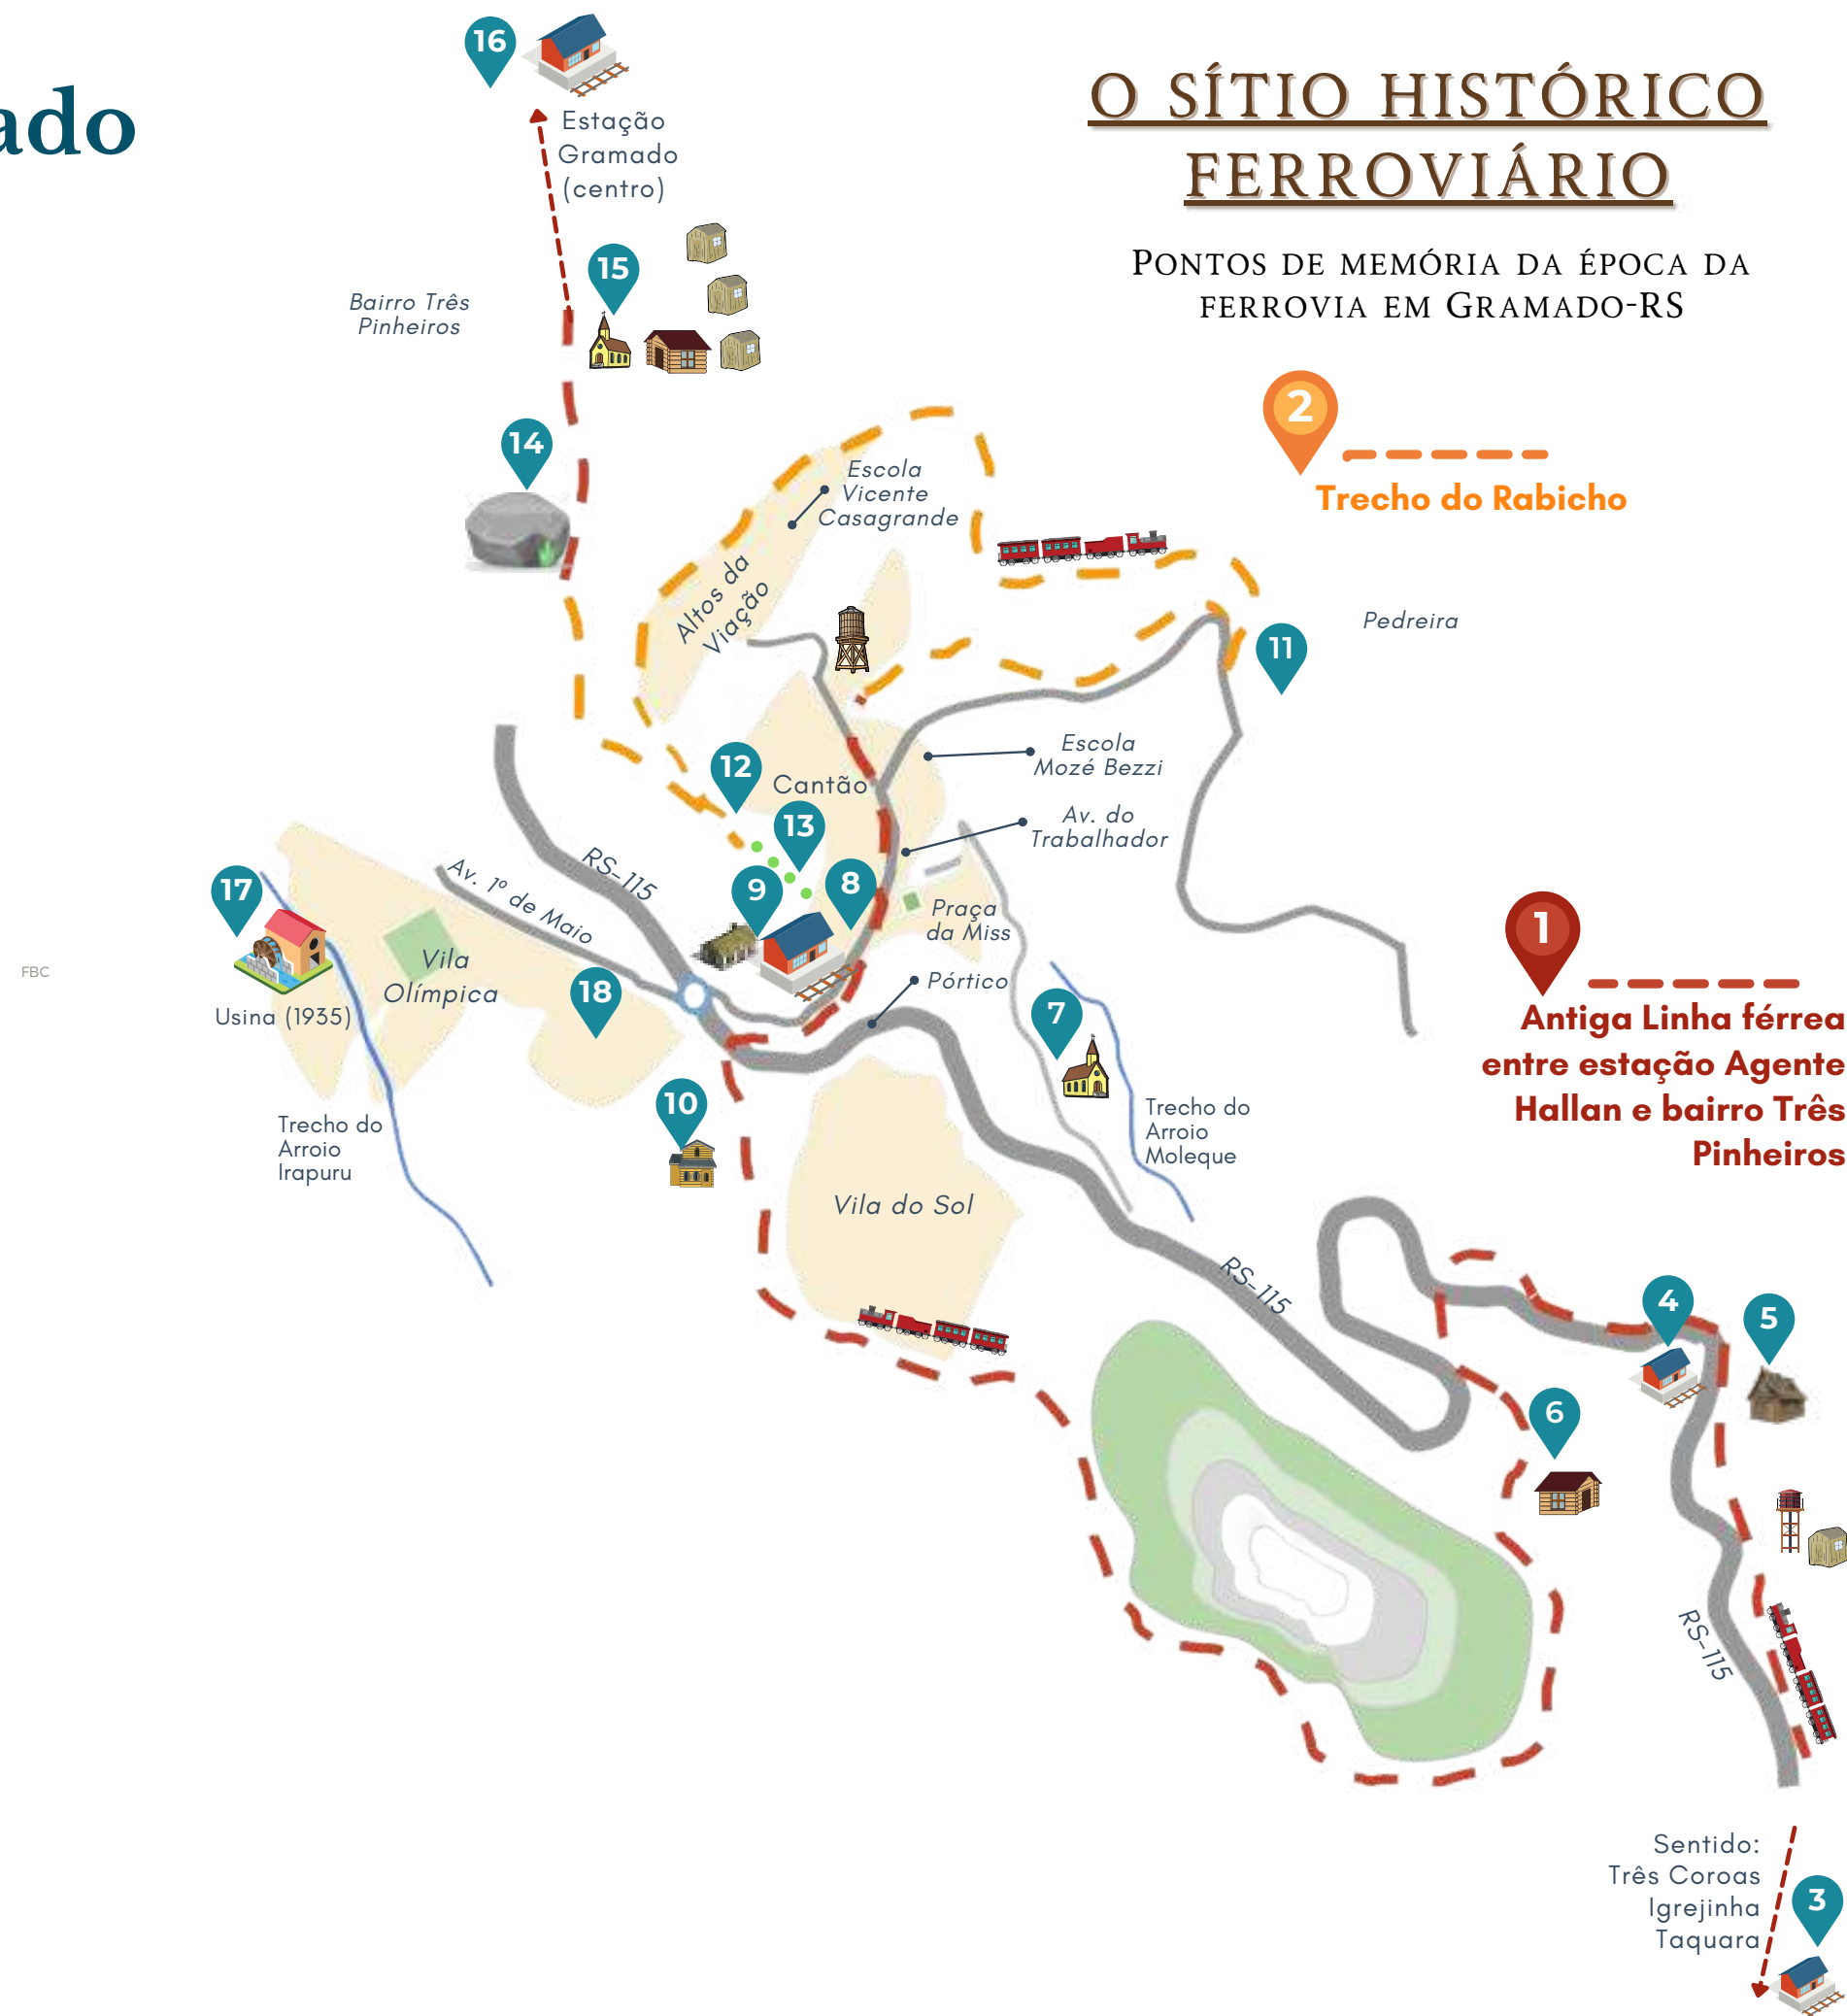 ado
O SÍTIO HISTÓRICO
FERROVIÁRIO
PONTOS DE MEMÓRIA DA ÉPOCA DA
FERROVIA EM GRAMADO-RS
16
Estação
Gramado
(centro)
15
Bairro Três
Pinheiros
14
2
Trecho do Rabicho
Escola
Vicente
Casagrande
Altos da
Viação
Pedreira
11
Escola
Mozé Bezzi
12
Cantão
13
Av. do
Trabalhador
RS-115
Av. 1º de Maio
17
9
8
Praça
da Miss
1
Antiga Linha férrea
entre estação Agente
Hallan e bairro Três
Pinheiros
FBC
Vila
Olímpica
18
Pórtico
Usina (1935)
7
10
Trecho do
Arroio
Irapuru
Trecho do
Arroio
Moleque
Vila do Sol
RS-115
4
5
6
RS-115
Sentido:
Três Coroas
Igrejinha
Taquara
3